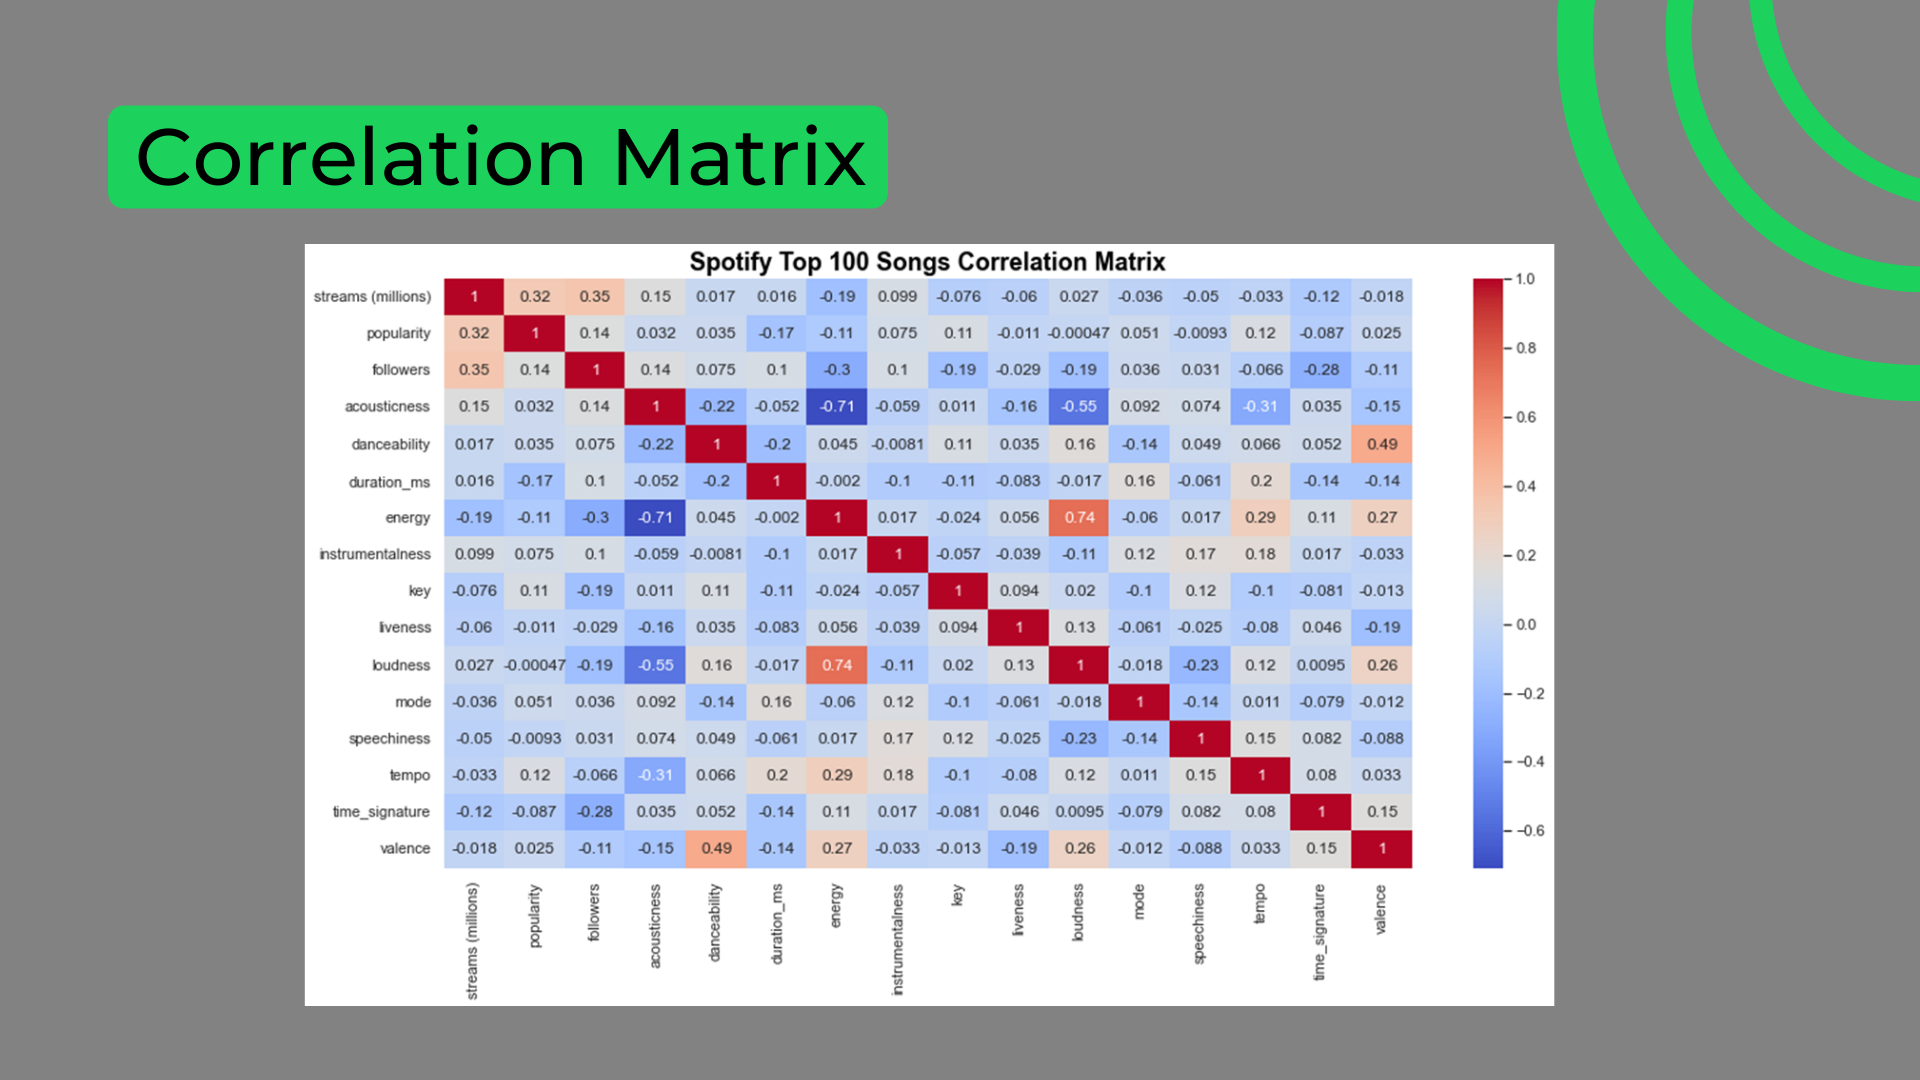 Correlation Matrix
Spotify Top 100 Songs Correlation Matrix
streams (millions) 1 0.32 0.35 0.15 0.017 0.016 -0.19 0.099 -0.076 -0.06 0.027 -0.036 -0.05 -0.033 -0.12 -0.018
popularity 0.32 1 0.14 0.032 0.035 -0.17 -0.11 0.075 0.11 -0.011 -0.00047 0.051 -0.0093 0.12 -0.087 0.025
followers 0.35 0.14 1 0.14 0.075 0.1 -0.3 0.1 -0.19 -0.029 -0.19 0.036 0.031 -0.066 -0.28 -0.11
acousticness 0.15 0.032 0.14 1 -0.22 -0.052 -0.71 -0.059 0.011 -0.16 -0.55 0.092 0.074 -0.31 0.035 -0.15
danceability 0.017 0.035 0.075 -0.22 1 -0.2 0.045 -0.0081 0.11 0.035 0.16 -0.14 0.049 0.066 0.052 0.49
duration_ms 0.016 -0.17 0.1 -0.052 -0.2 1 -0.002 -0.1 -0.11 -0.083 -0.017 0.16 -0.061 0.2 -0.14 -0.14
energy -0.19 -0.11 -0.3 -0.71 0.045 -0.002 1 0.017 -0.024 0.056 0.74 -0.06 0.017 0.29 0.11 0.27
instrumentalness 0.099 0.075 0.1 -0.059 -0.0081 -0.1 0.017 1 -0.057 -0.039 -0.11 0.12 0.17 0.18 0.017 -0.033
key -0.076 0.11 -0.19 0.011 0.11 -0.11 -0.024 -0.057 1 0.094 0.02 -0.1 0.12 -0.1 -0.081 -0.013
liveness -0.06 -0.011 -0.029 -0.16 0.035 -0.083 0.056 -0.039 0.094 1 0.13 -0.061 -0.025 -0.08 0.046 -0.19
loudness 0.027 -0.00047 -0.19 -0.55 0.16 -0.017 0.74 -0.11 0.02 0.13 1 -0.018 -0.23 0.12 0.0095 0.26
mode -0.036 0.051 0.036 0.092 -0.14 0.16 -0.06 0.12 -0.1 -0.061 -0.018 1 -0.14 0.011 -0.079 -0.012
speechiness -0.05 -0.0093 0.031 0.074 0.049 -0.061 0.017 0.17 0.12 -0.025 -0.23 -0.14 1 0.15 0.082 -0.088
tempo -0.033 0.12 -0.066 -0.31 0.066 0.2 0.29 0.18 -0.1 -0.08 0.12 0.011 0.15 1 0.08 0.033
time_signature -0.12 -0.087 -0.28 0.035 0.052 -0.14 0.11 0.017 -0.081 0.046 0.0095 -0.079 0.082 0.08 1 0.15
valence -0.018 0.025 -0.11 -0.15 0.49 -0.14 0.27 -0.033 -0.013 -0.19 0.26 -0.012 -0.088 0.033 0.15 1
streams (millions)
popularity
followers
acousticness
danceability
duration_ms
energy
instrumentalness
key
liveness
loudness
mode
speechiness
tempo
time_signature
valence
1.0
0.8
0.6
0.4
0.2
0.0
−0.2
−0.4
−0.6